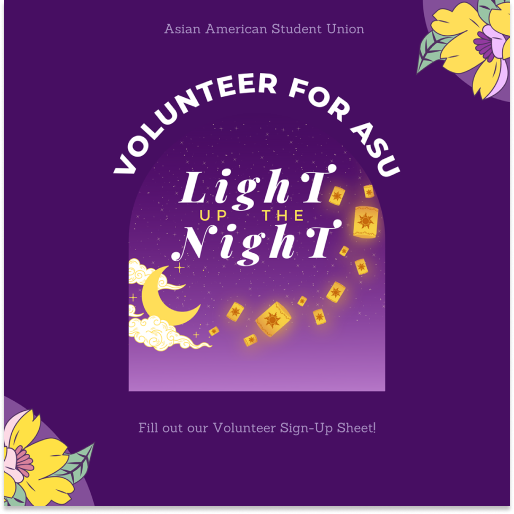 Asian American Student Union
VOLUNTEER FOR ASU
LighT
UP THE
NighT
Fill out our Volunteer Sign-Up Sheet!